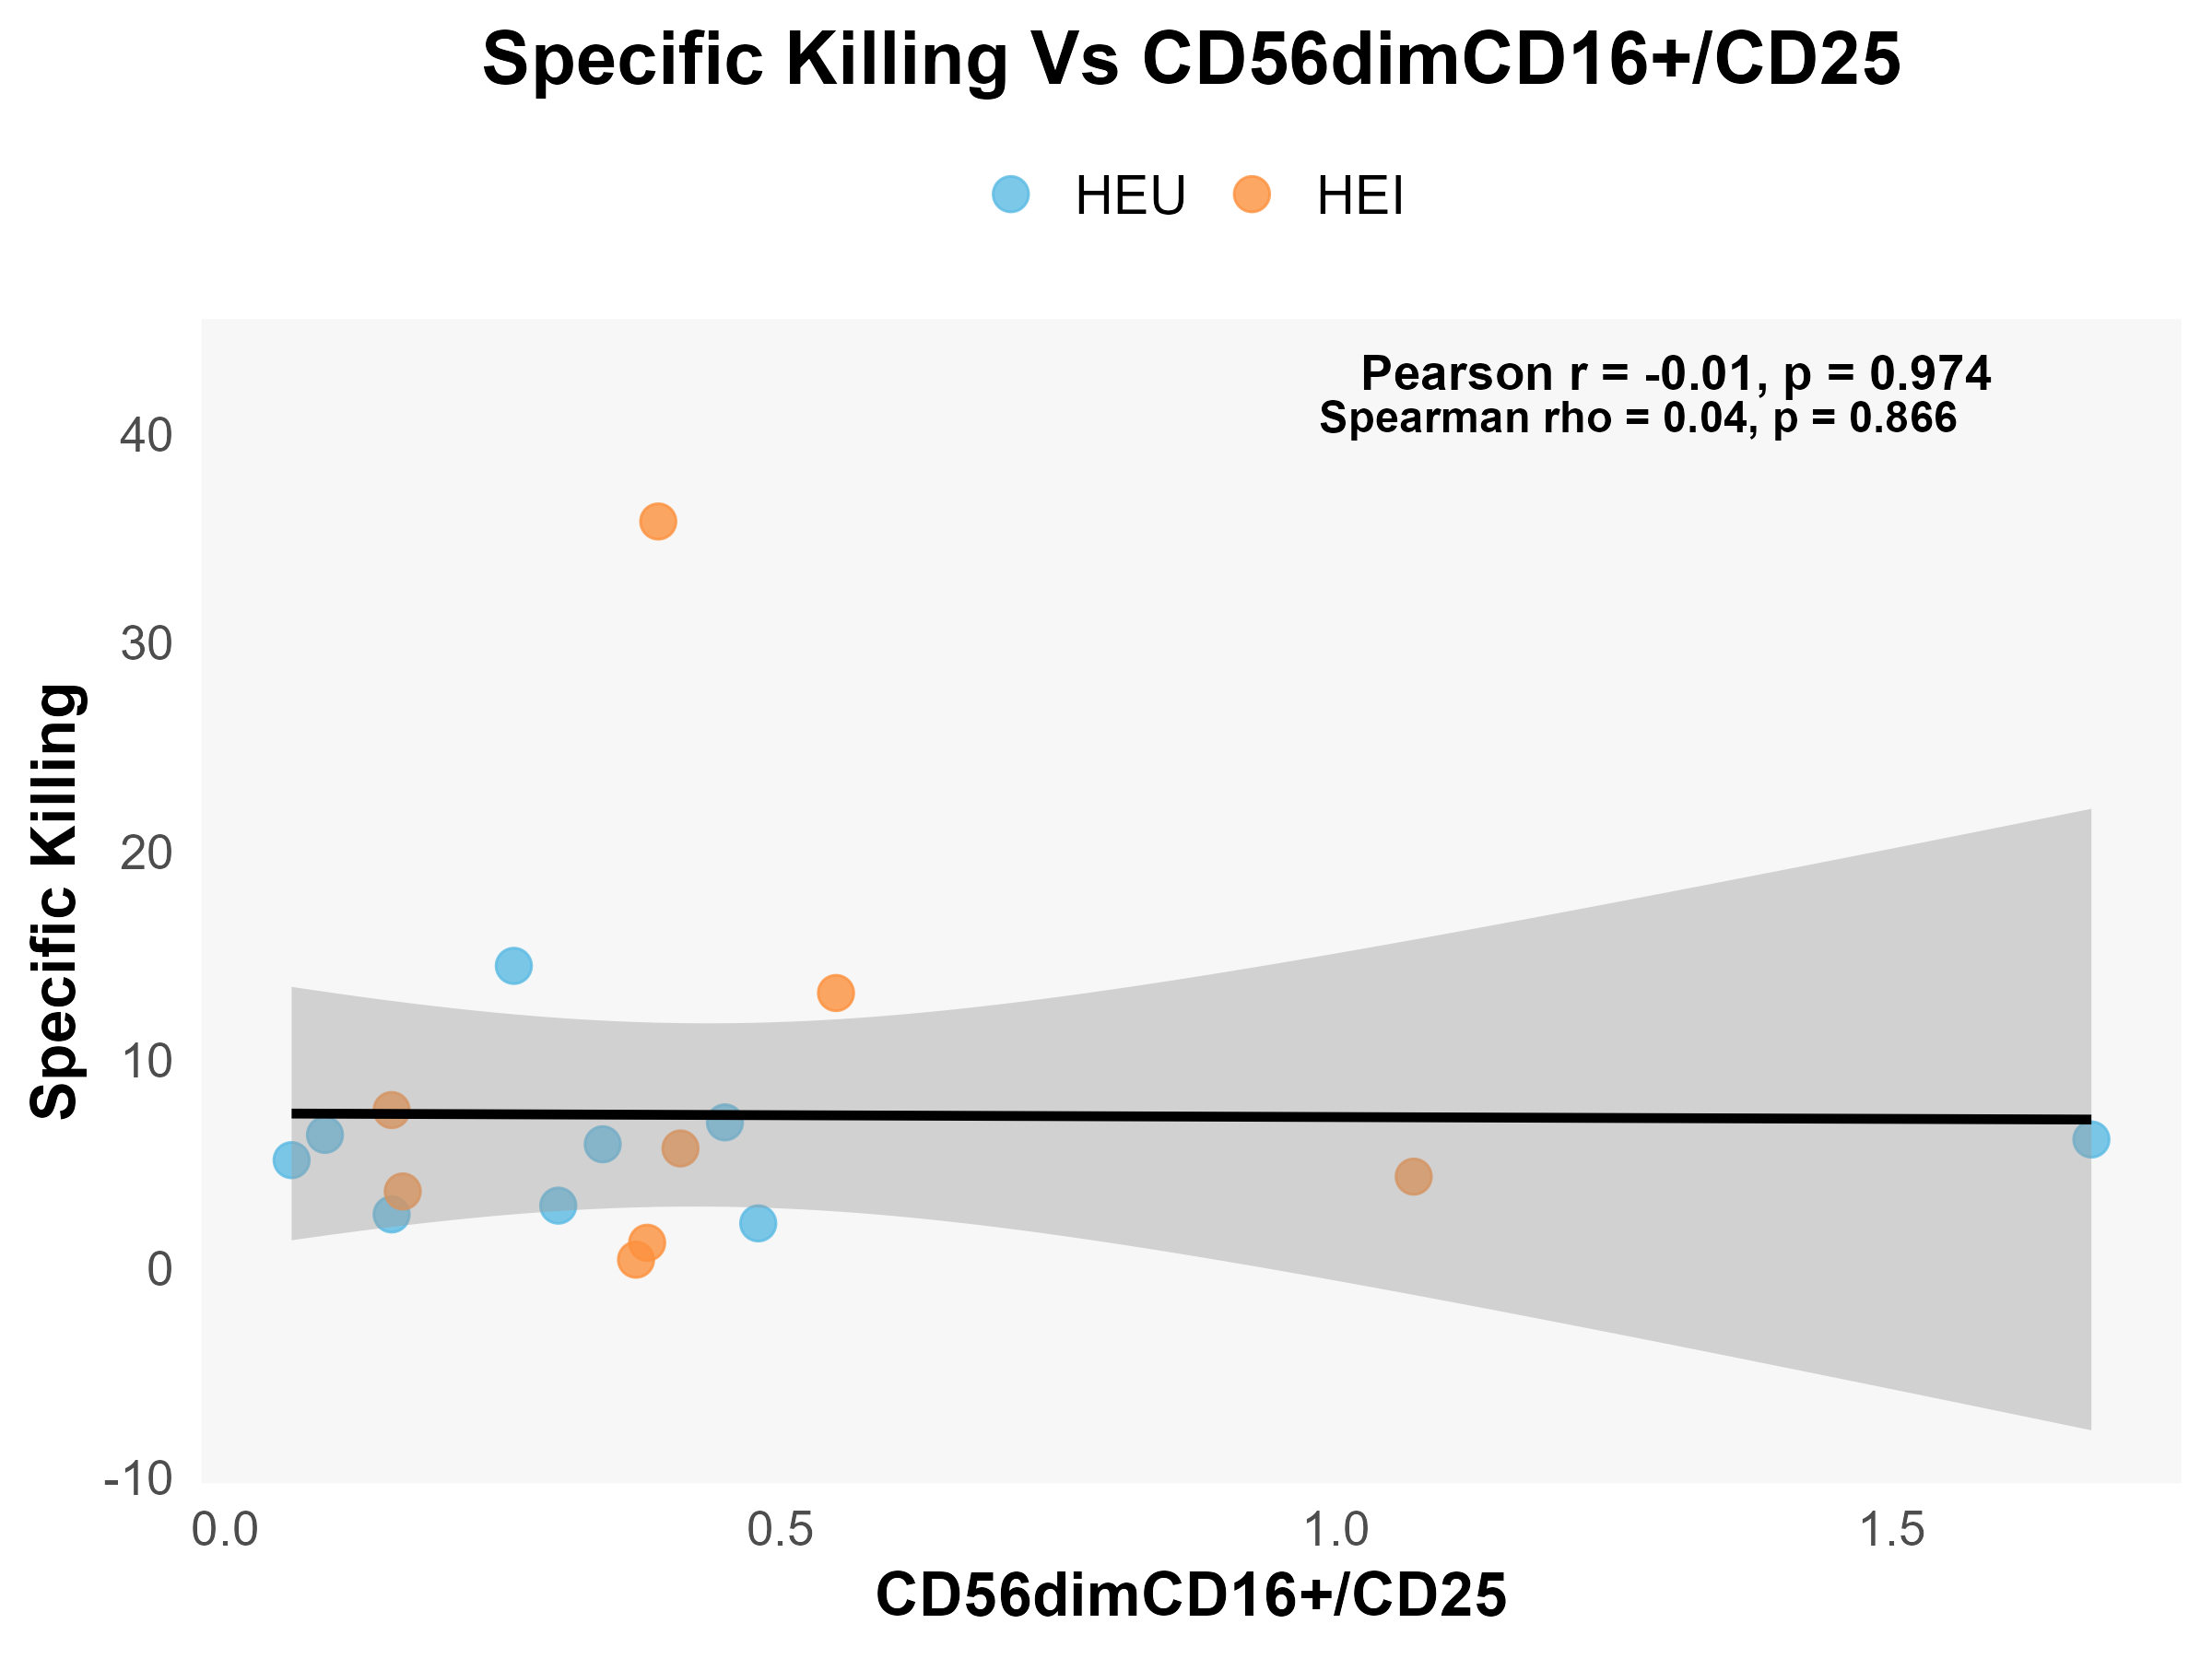 Specific Killing Vs CD56dimCD16+/CD25
HEU HEI
Pearson r = -0.01, p = 0.974
Spearman rho = 0.04, p = 0.866
40
30
20
10
0
-10
Specific Killing
0.0 0.5 1.0 1.5
CD56dimCD16+/CD25